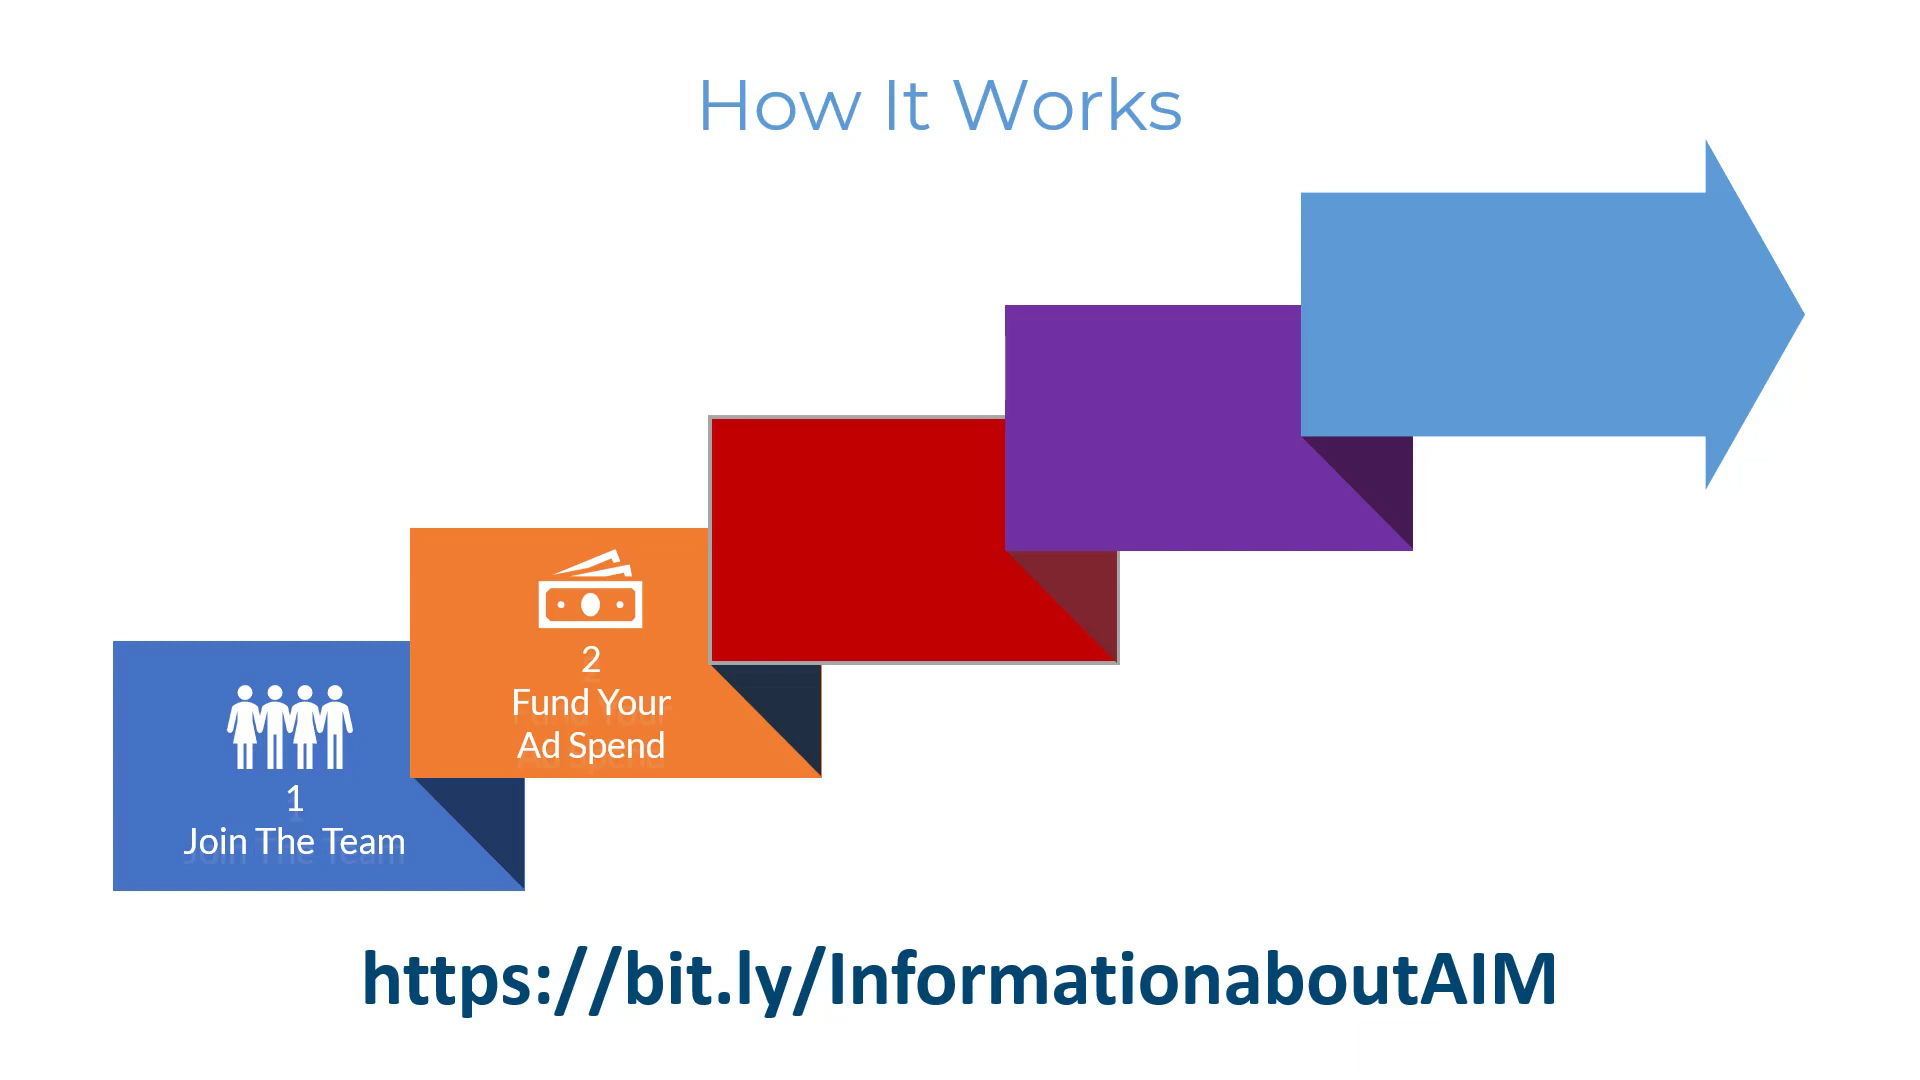 How It Works
2
Fund Your
Ad Spend
1
Join The Team
https://bit.ly/InformationaboutAIM